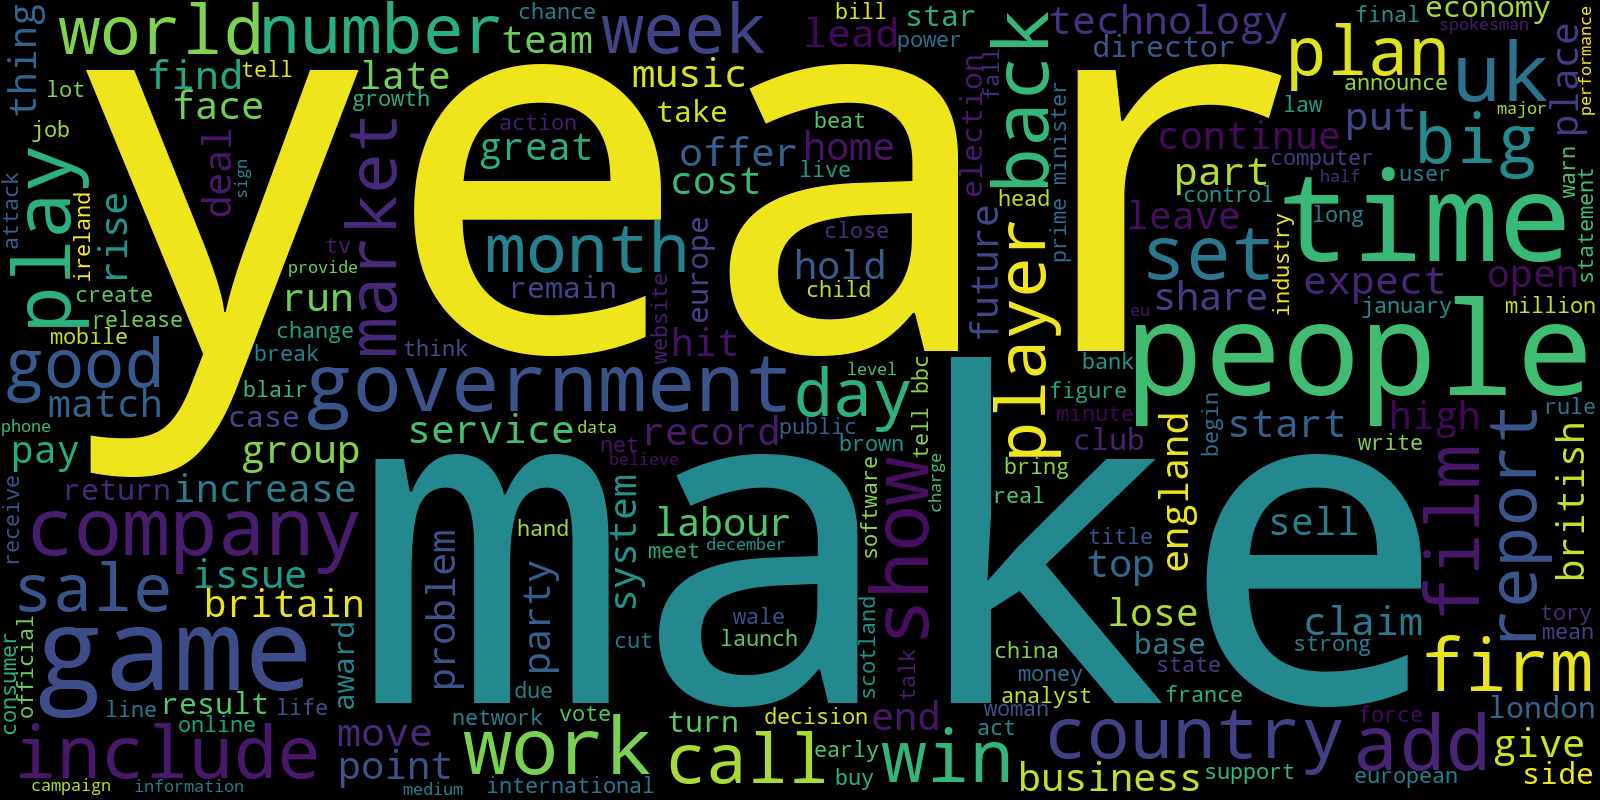 year
make
people
time
game
government
company
country
world
number
week
back
plan
uk
big
play
good
month
day
set
player
show
film
report
firm
add
win
call
work
include
sale
market
technology
economy
spokesman
performance
final
director
announce
place
major
law
put
continue
part
computer
half
user
warn
control
long
statement
leave
head
prime minister
election
fall
power
star
lead
bill
chance
team
music
take
find
tell
late
face
growth
thing
lot
job
deal
sign
attack
ireland
rise
create
release
mobile
tv
provide
run
change
break
blair
case
match
phone
pay
group
return
increase
receive
issue
britain
action
great
beat
offer
home
cost
live
close
hold
child
remain
europe
website
hit
think
level
service
data
record
public
net
believe
brown
tell bbc
charge
software
system
labour
meet
december
hand
problem
party
cut
wale
launch
due
award
scotland
talk
future
industry
expect
open
share
january
million
eu
bank
figure
minute
club
start
high
rule
write
begin
england
british
bring
real
title
top
sell
claim
strong
lose
base
state
china
money
analyst
france
woman
act
tory
mean
london
force
give
side
european
support
business
end
early
buy
decision
vote
turn
network
international
medium
move
point
life
result
line
online
official
consumer
campaign
information